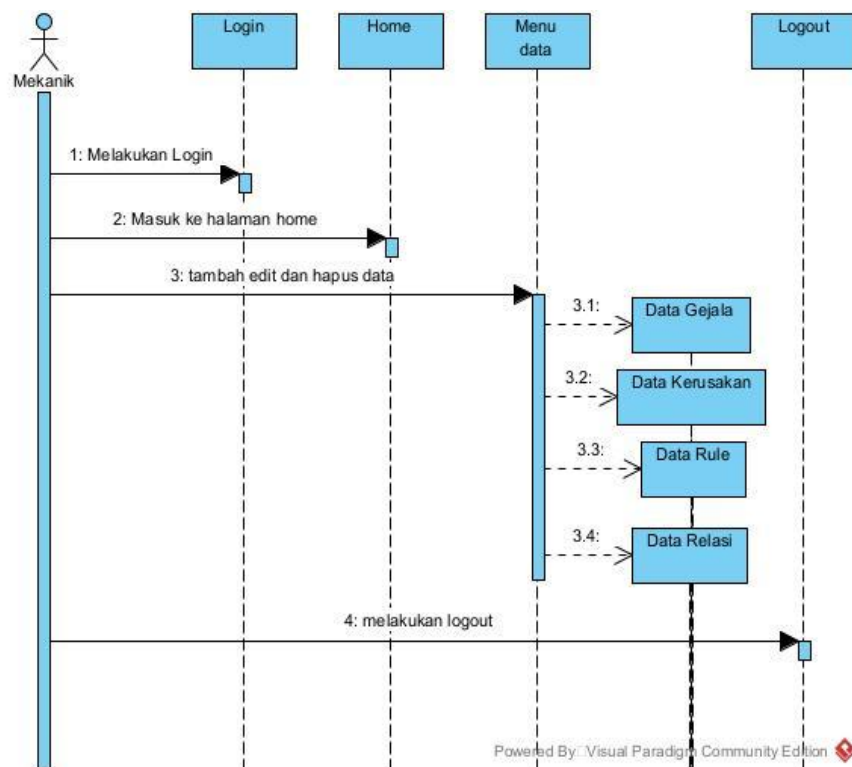 Login
Home
Menu
data
Logout
Mekanik
1: Melakukan Login
2: Masuk ke halaman home
3: tambah edit dan hapus data
3.1:
Data Gejala
3.2:
Data Kerusakan
3.3:
Data Rule
3.4:
Data Relasi
4: melakukan logout
Powered By Visual Paradigm Community Edition